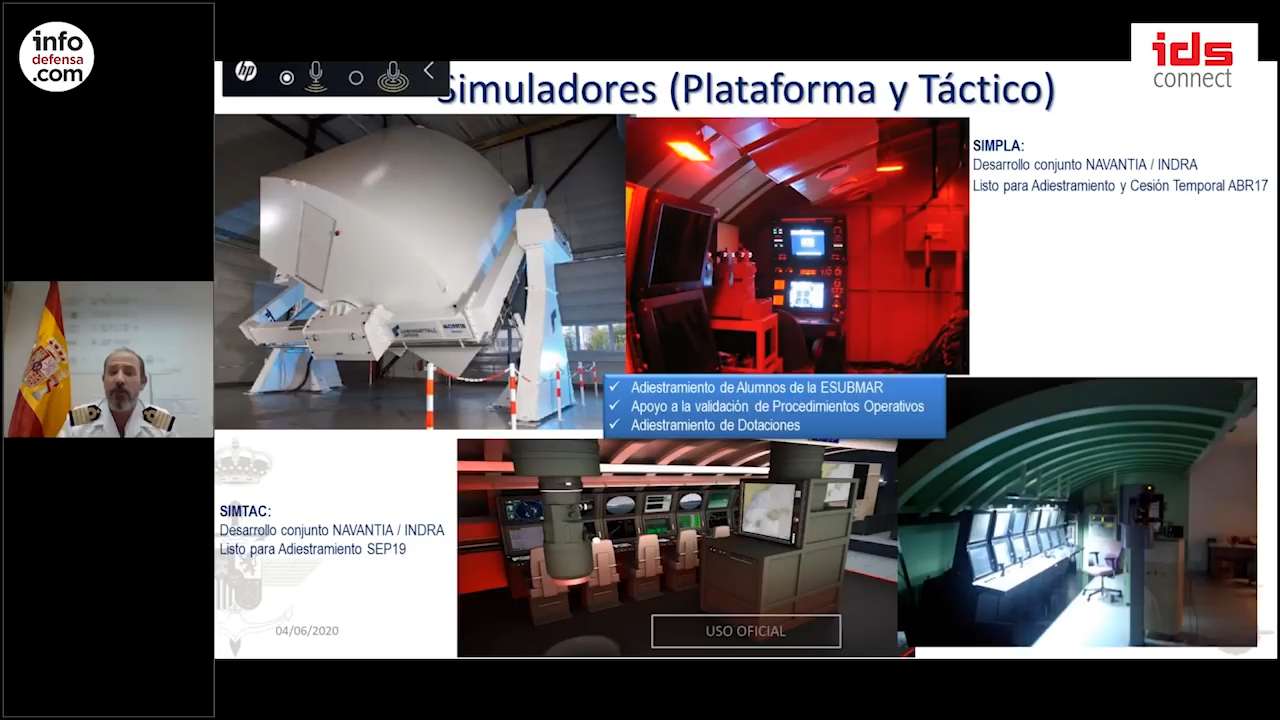 info
defensa
.com
ids
connect
hp
Simuladores (Plataforma y Táctico)
SIMPLA:
Desarrollo conjunto NAVANTIA / INDRA
Listo para Adiestramiento y Cesión Temporal ABR17
✓ Adiestramiento de Alumnos de la ESUBMAR
✓ Apoyo a la validación de Procedimientos Operativos
✓ Adiestramiento de Dotaciones
SIMTAC:
Desarrollo conjunto NAVANTIA / INDRA
Listo para Adiestramiento SEP19
04/06/2020
USO OFICIAL